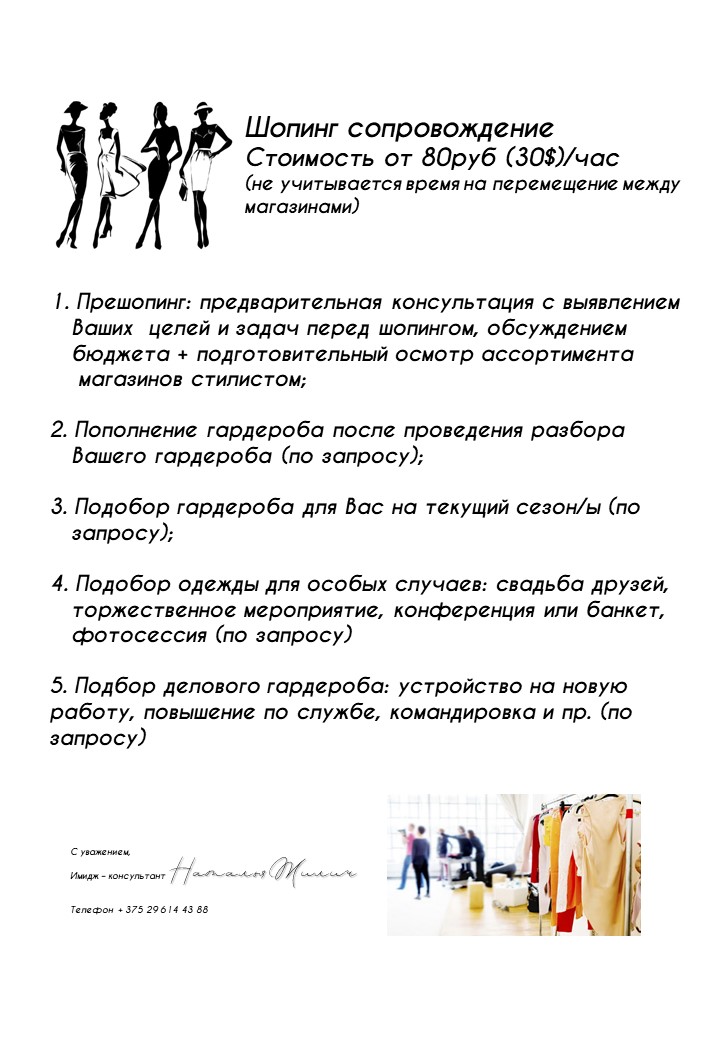 Шопинг сопровождение
Стоимость от 80руб (30$)/час
(не учитывается время на перемещение между
магазинами)
1. Прешопинг: предварительная консультация с выявлением
Ваших целей и задач перед шопингом, обсуждением
бюджета + подготовительный осмотр ассортимента
магазинов стилистом;
2. Пополнение гардероба после проведения разбора
Вашего гардероба (по запросу);
3. Подобор гардероба для Вас на текущий сезон/ы (по
запросу);
4. Подобор одежды для особых случаев: свадьба друзей,
торжественное мероприятие, конференция или банкет,
фотосессия (по запросу)
5. Подбор делового гардероба: устройство на новую
работу, повышение по службе, командировка и пр. (по
запросу)
С уважением,
Имидж – консультант Наталья Милич
Телефон + 375 29 614 43 88